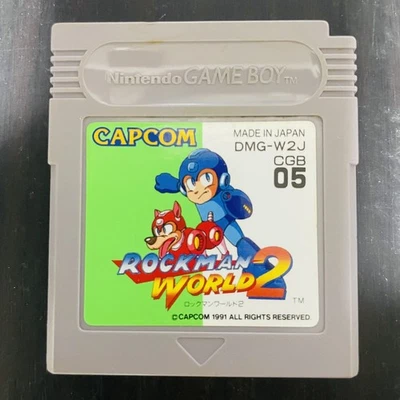 Nintendo GAME BOY™
CAPCOM
MADE IN JAPAN
DMG-W2J
CGB
05
ROCKMAN
WORLD 2
TM
ロックマンワールド2
©CAPCOM 1991 ALL RIGHTS RESERVED.